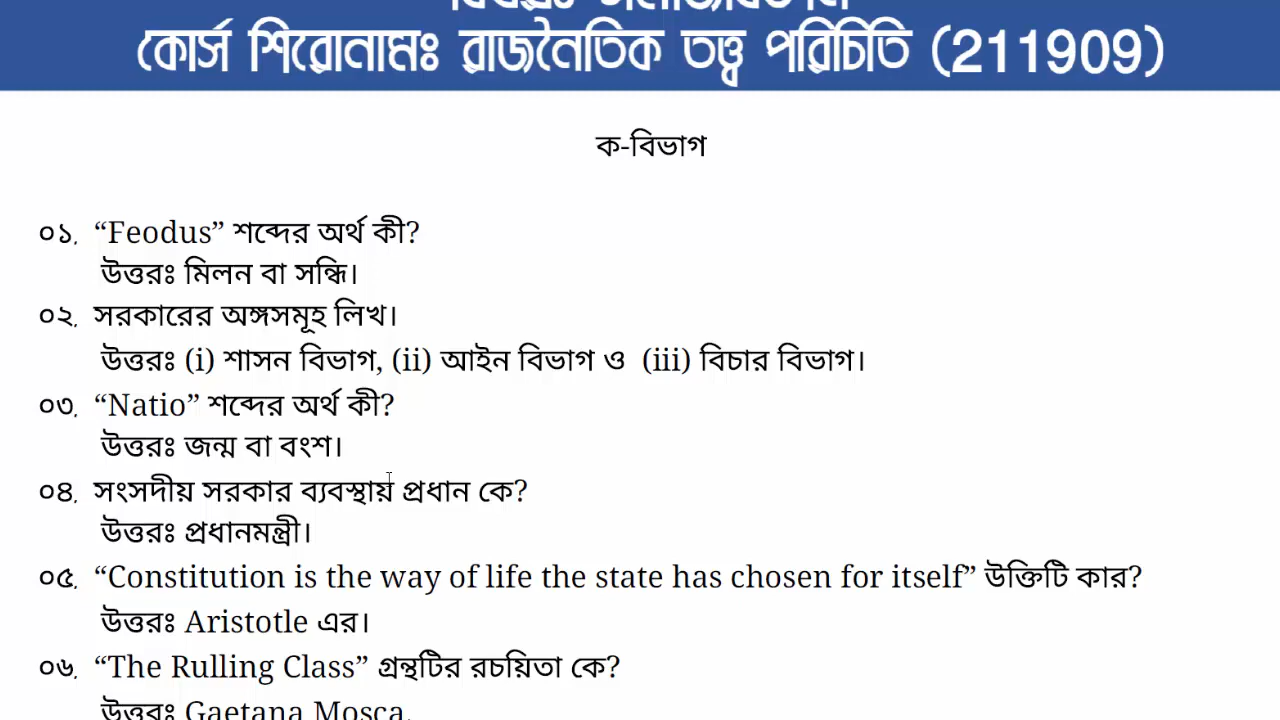 কোর্স শিরোনামঃ রাজনৈতিক তত্ত্ব পরিচিতি (211909)
ক-বিভাগ
০১. “Feodus” শব্দের অর্থ কী?
উত্তরঃ মিলন বা সন্ধি।
০২. সরকারের অঙ্গসমূহ লিখ।
উত্তরঃ (i) শাসন বিভাগ, (ii) আইন বিভাগ ও (iii) বিচার বিভাগ।
০৩. “Natio” শব্দের অর্থ কী?
উত্তরঃ জন্ম বা বংশ।
০৪. সংসদীয় সরকার ব্যবস্থায় প্রধান কে?
উত্তরঃ প্রধানমন্ত্রী।
০৫. “Constitution is the way of life the state has chosen for itself” উক্তিটি কার?
উত্তরঃ Aristotle এর।
০৬. “The Rulling Class” গ্রন্থটির রচয়িতা কে?
উত্তরঃ Gaetana Mosca.